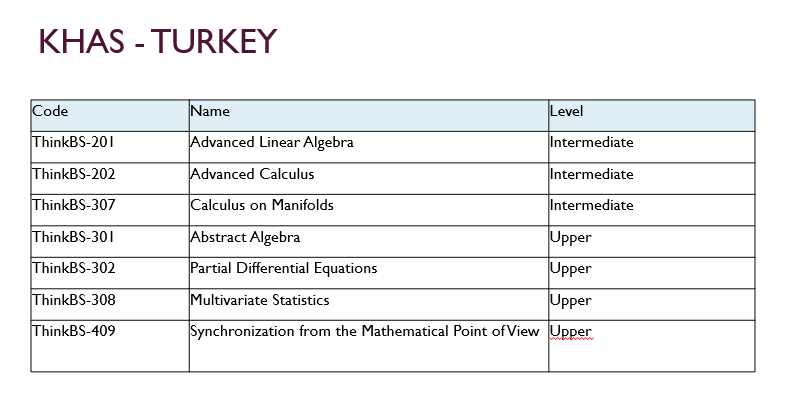 KHAS - TURKEY
Code Name Level
ThinkBS-201 Advanced Linear Algebra Intermediate
ThinkBS-202 Advanced Calculus Intermediate
ThinkBS-307 Calculus on Manifolds Intermediate
ThinkBS-301 Abstract Algebra Upper
ThinkBS-302 Partial Differential Equations Upper
ThinkBS-308 Multivariate Statistics Upper
ThinkBS-409 Synchronization from the Mathematical Point of View Upper